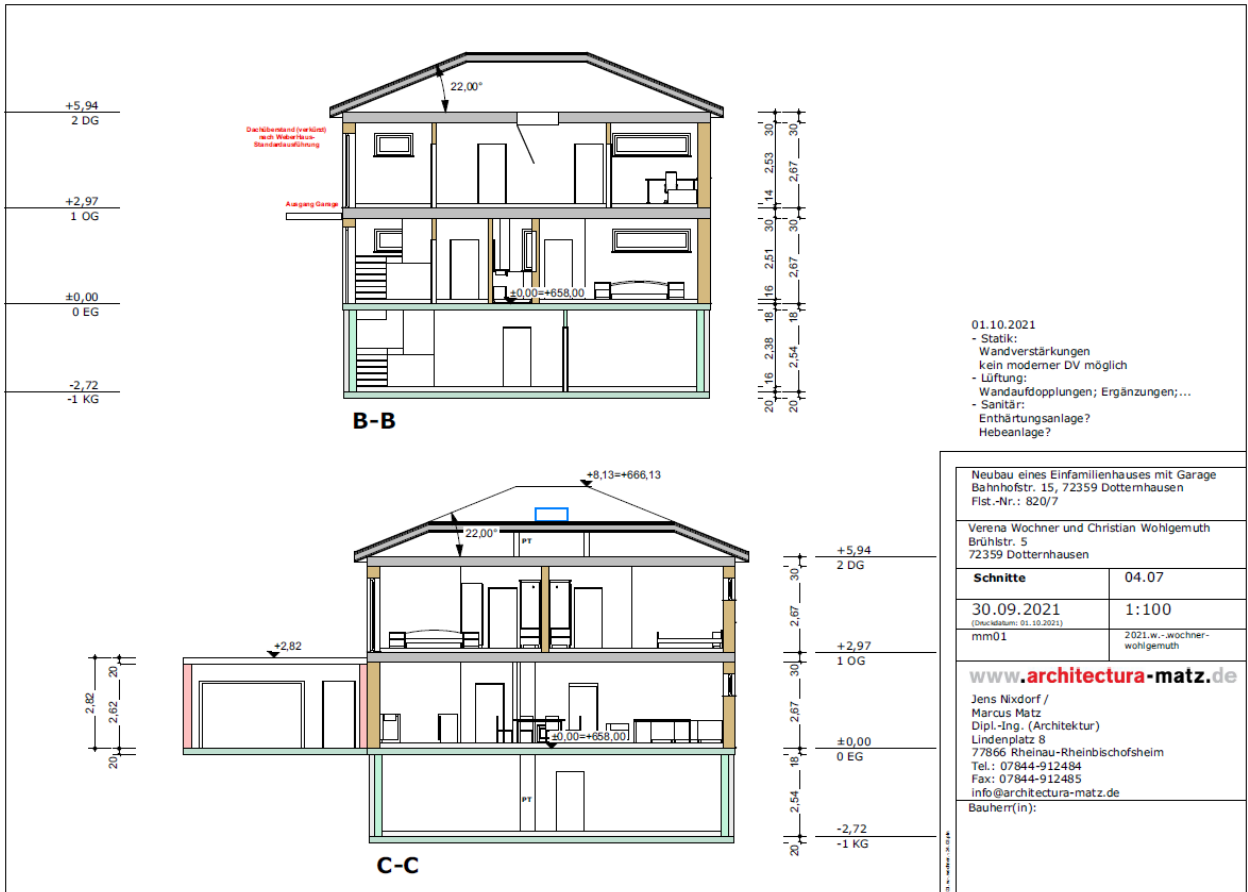 22,00°
+5,94
2 DG
Dachüberstand (verkürzt)
nach WeberHaus-
Standardausführung
30
30
2,53
2,67
14
+2,97
1 OG
Ausgang Garage
30
30
2,51
2,67
16
±0,00
0 EG
±0,00=+658,00
18
18
2,38
2,54
16
-2,72
-1 KG
20
20
B-B
01.10.2021
- Statik:
Wandverstärkungen
kein moderner DV möglich
- Lüftung:
Wandaufdopplungen; Ergänzungen;...
- Sanitär:
Enthärtungsanlage?
Hebeanlage?
+8,13=+666,13
22,00°
PT
+5,94
2 DG
30
2,67
+2,97
1 OG
+2,82
20
2,82
2,62
20
30
2,67
±0,00=+658,00
±0,00
0 EG
18
2,54
PT
-2,72
-1 KG
20
C-C
Neubau eines Einfamilienhauses mit Garage
Bahnhofstr. 15, 72359 Dotternhausen
Flst.-Nr.: 820/7
Verena Wochner und Christian Wohlgemuth
Brühlstr. 5
72359 Dotternhausen
Schnitte 04.07
30.09.2021 1:100
(Druckdatum: 01.10.2021)
mm01 2021.w.-.wochner-
wohlgemuth
www.architectura-matz.de
Jens Nixdorf /
Marcus Matz
Dipl.-Ing. (Architektur)
Lindenplatz 8
77866 Rheinau-Rheinbischofsheim
Tel.: 07844-912484
Fax: 07844-912485
info@architectura-matz.de
Bauherr(in):